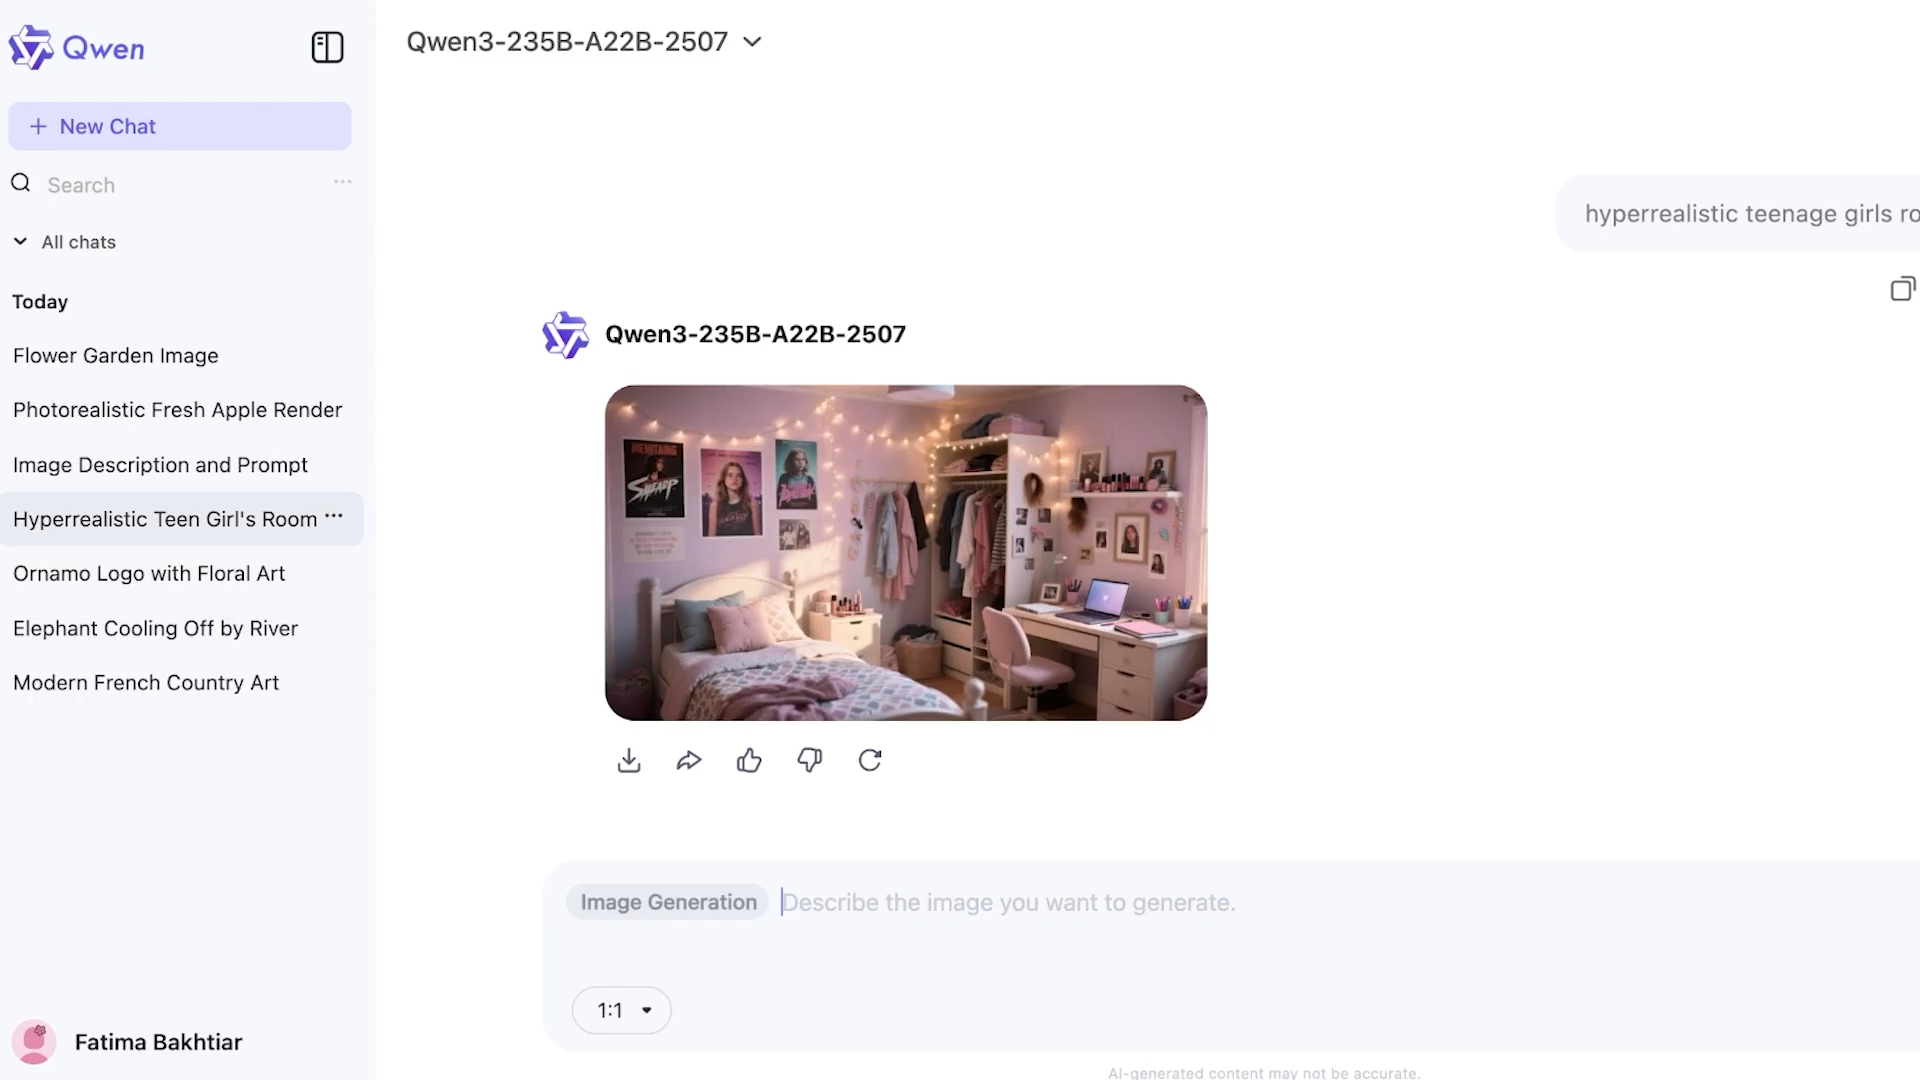 Qwen
Qwen3-235B-A22B-2507
New Chat
Search
All chats
Today
Flower Garden Image
Photorealistic Fresh Apple Render
Image Description and Prompt
Hyperrealistic Teen Girl's Room
Ornamo Logo with Floral Art
Elephant Cooling Off by River
Modern French Country Art
Fatima Bakhtiar
hyperrealistic teenage girls ro
Qwen3-235B-A22B-2507
Image Generation
Describe the image you want to generate.
1:1
AI-generated content may not be accurate.